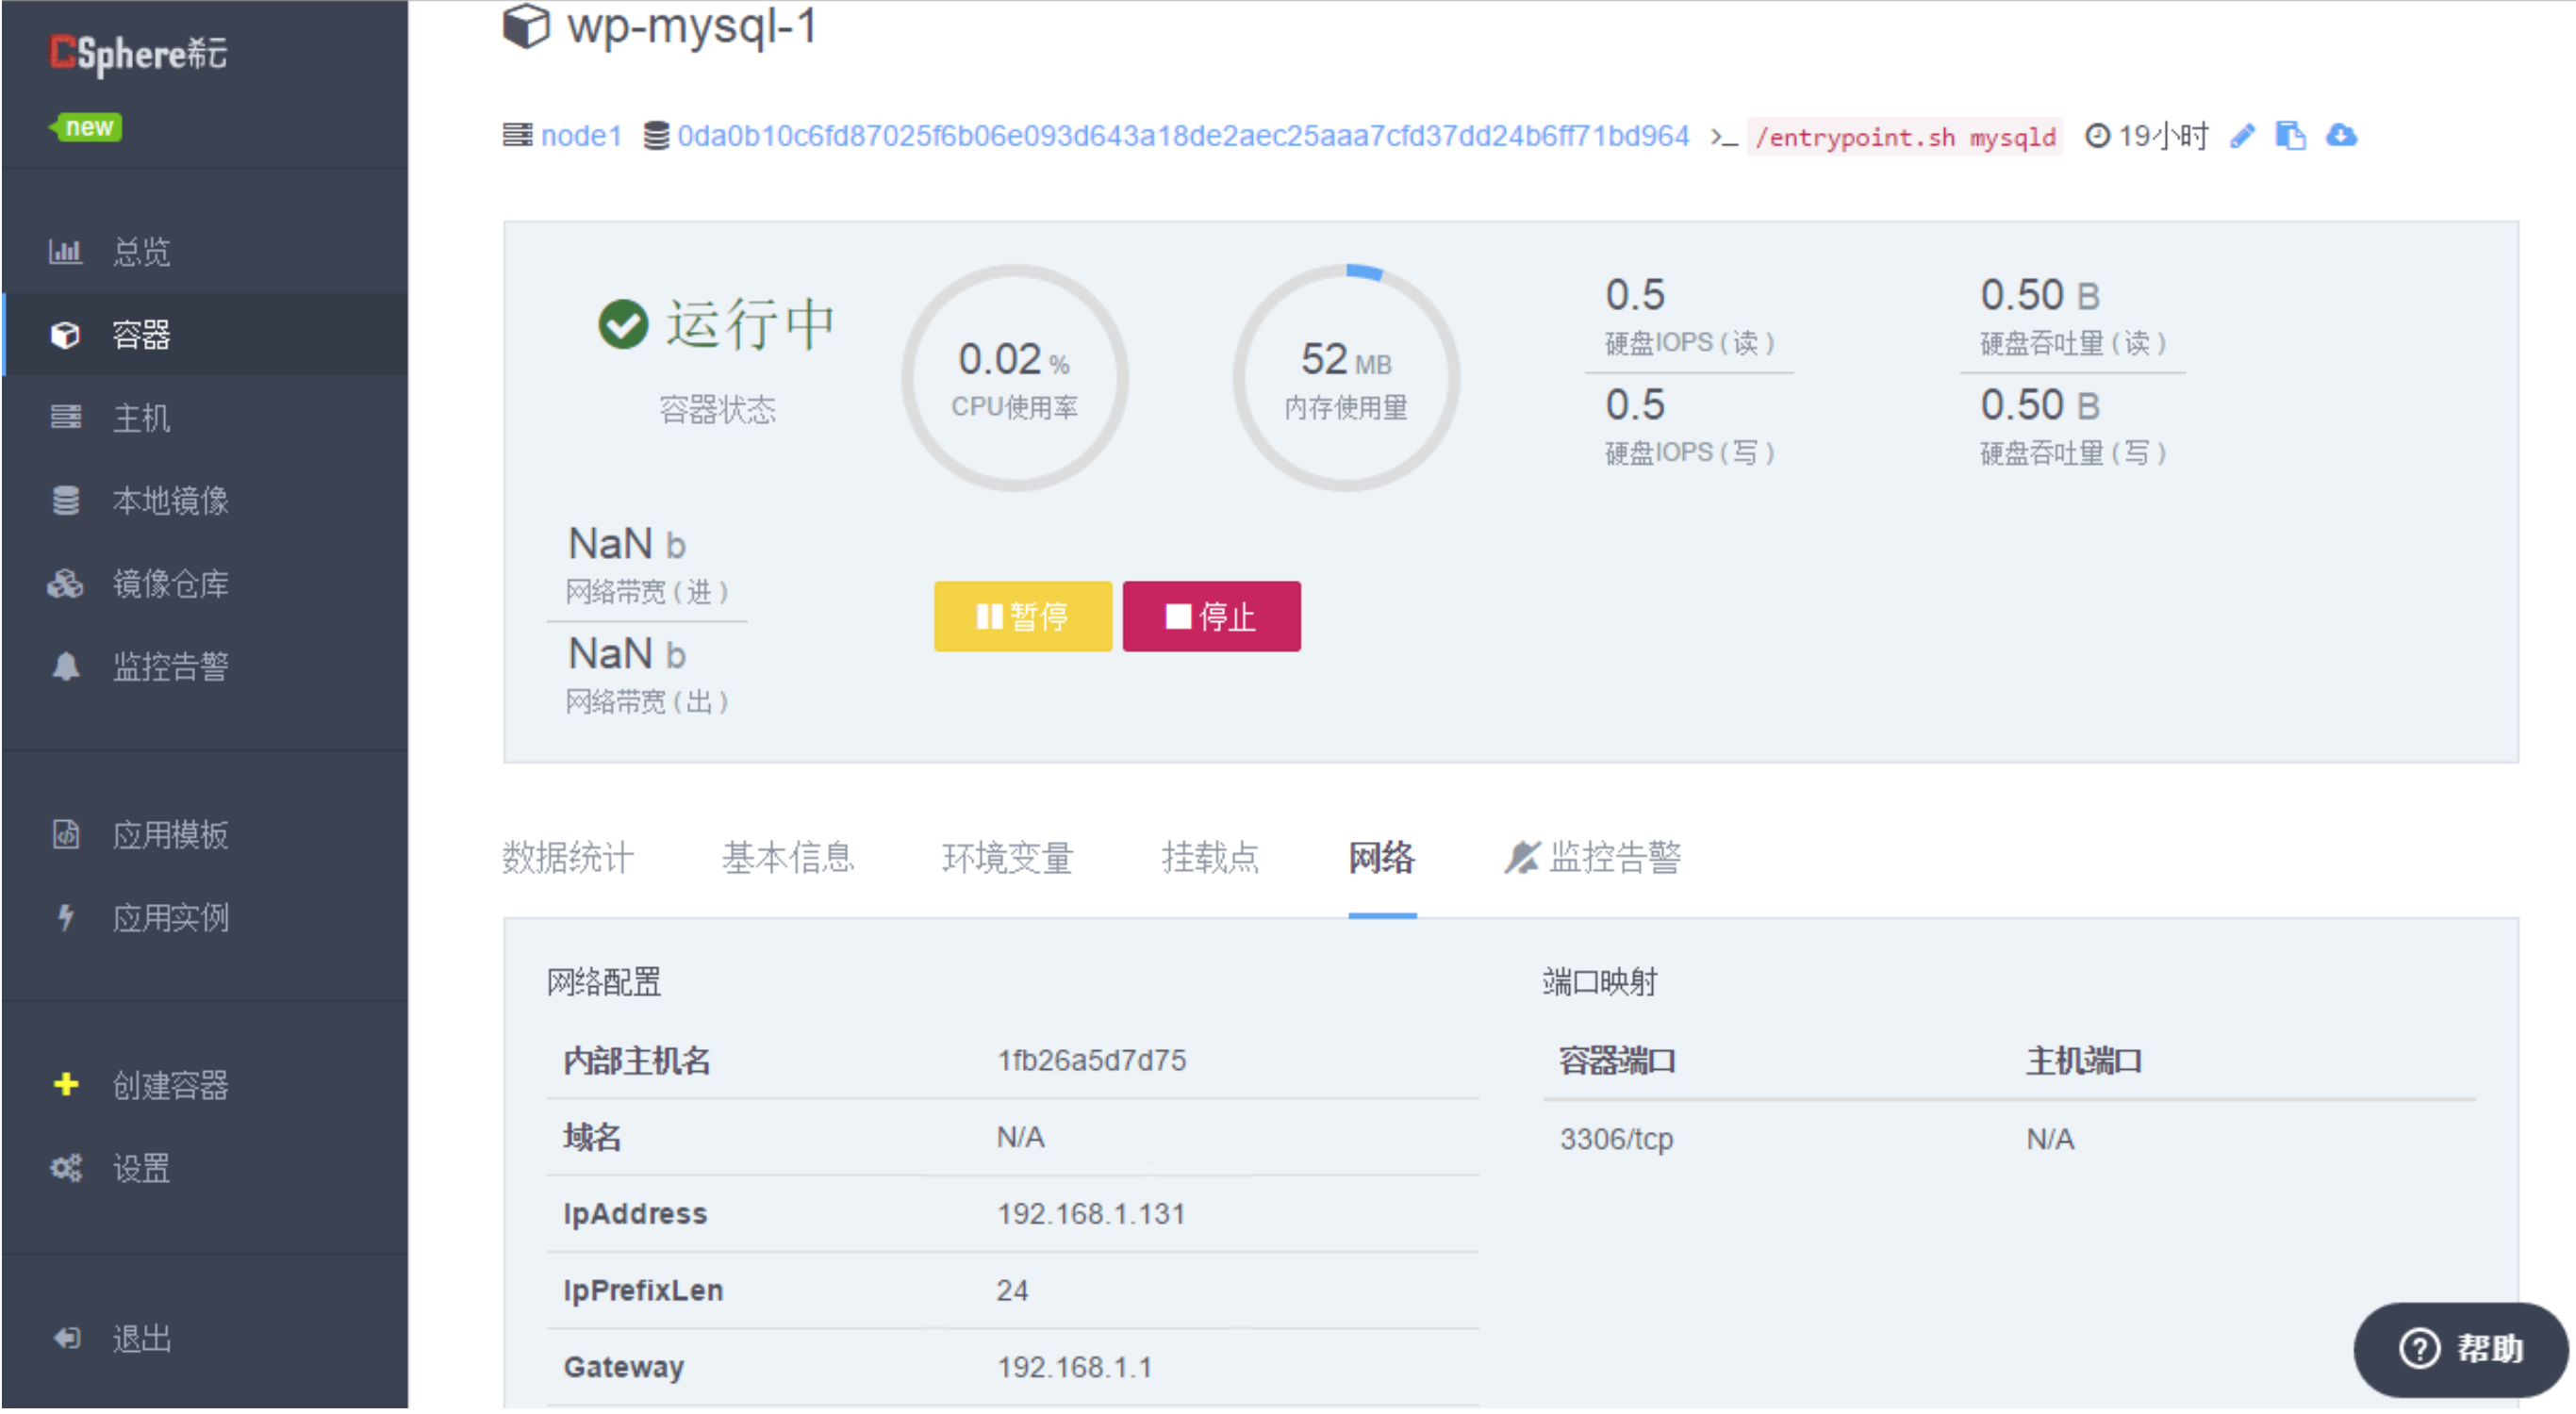 CSphere希云
new
总览
容器
主机
本地镜像
镜像仓库
监控告警
应用模板
应用实例
创建容器
设置
退出
wp-mysql-1
node1 0da0b10c6fd87025f6b06e093d643a18de2aec25aaa7cfd37dd24b6ff71bd964 >_ /entrypoint.sh mysqld 19小时
运行中
容器状态
0.02 %
CPU使用率
52 MB
内存使用量
0.5
硬盘IOPS(读)
0.5
硬盘IOPS(写)
0.50 B
硬盘吞吐量(读)
0.50 B
硬盘吞吐量(写)
NaN b
网络带宽(进)
NaN b
网络带宽(出)
暂停
停止
数据统计 基本信息 环境变量 挂载点 网络 监控告警
网络配置
内部主机名 1fb26a5d7d75
域名 N/A
IpAddress 192.168.1.131
IpPrefixLen 24
Gateway 192.168.1.1
端口映射
容器端口 主机端口
3306/tcp N/A
帮助